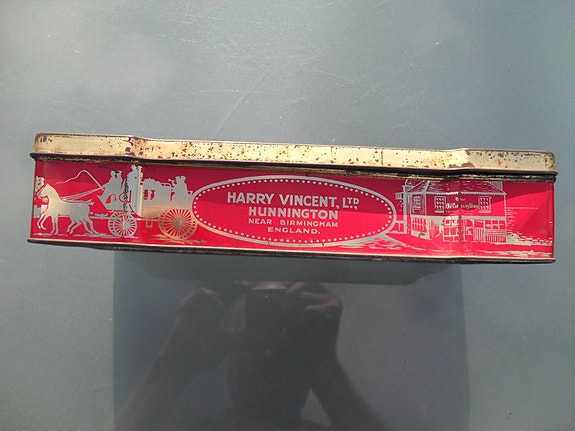 HARRY VINCENT, LTD
HUNNINGTON
NEAR BIRMINGHAM
ENGLAND.